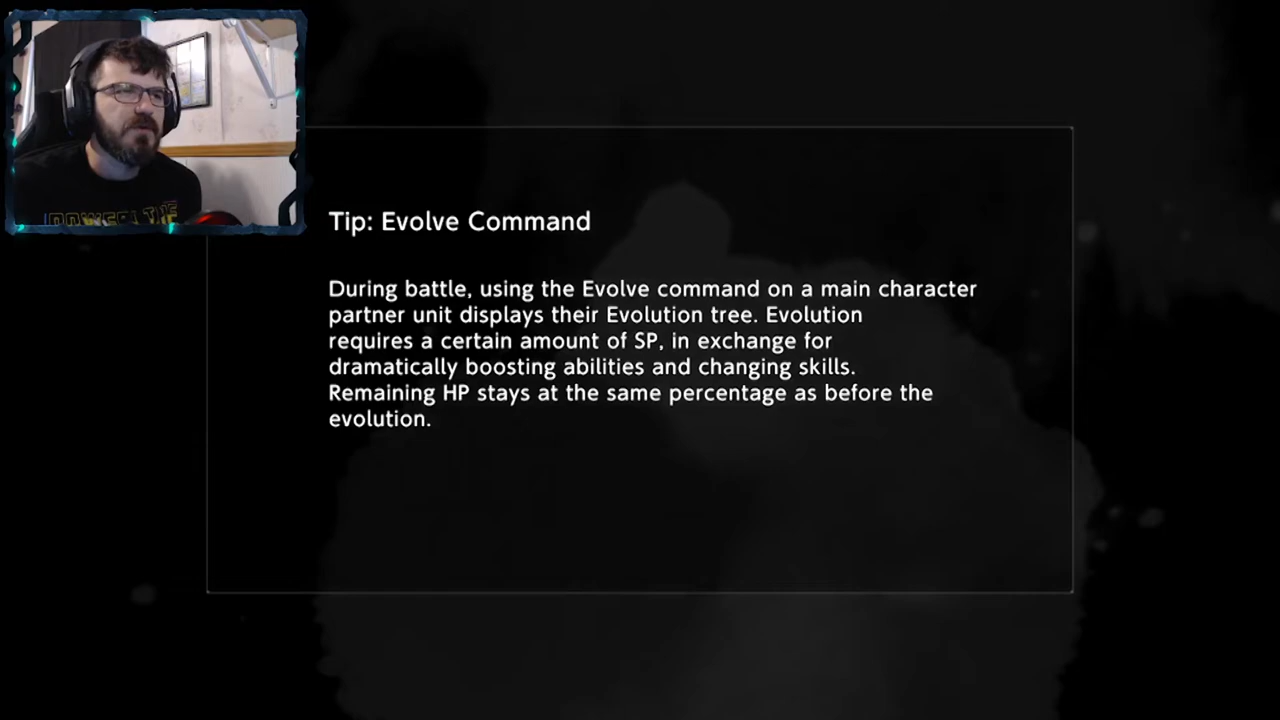 Tip: Evolve Command
During battle, using the Evolve command on a main character
partner unit displays their Evolution tree. Evolution
requires a certain amount of SP, in exchange for
dramatically boosting abilities and changing skills.
Remaining HP stays at the same percentage as before the
evolution.